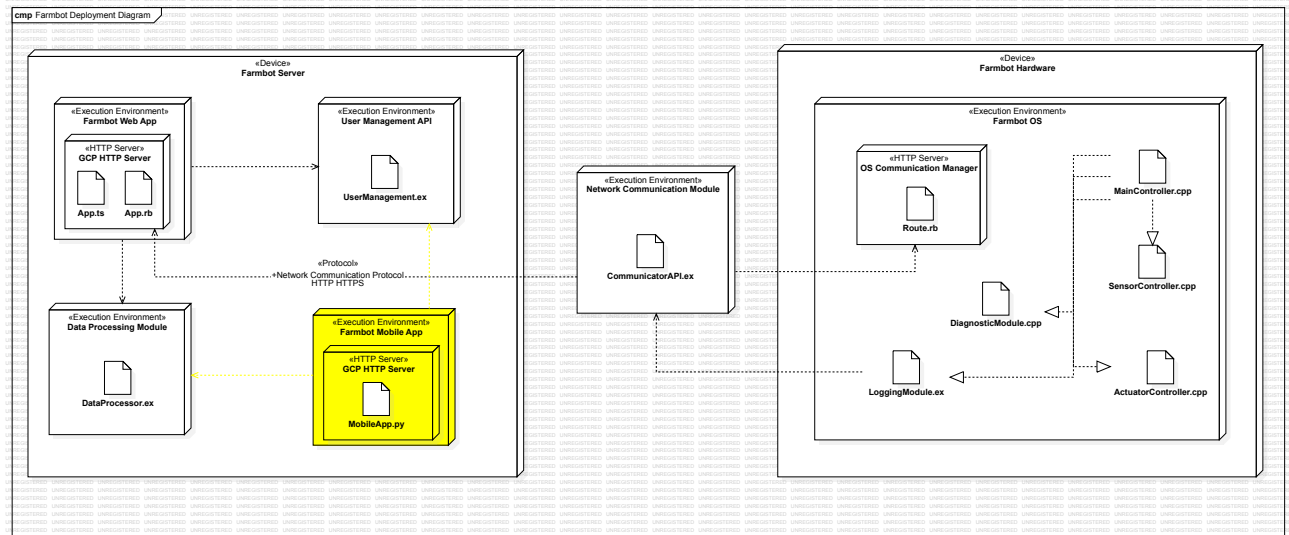 cmp Farmbot Deployment Diagram
«Device»
Farmbot Server
«Execution Environment»
Farmbot Web App
«HTTP Server»
GCP HTTP Server
App.ts
App.rb
«Execution Environment»
User Management API
UserManagement.ex
«Protocol»
+Network Communication Protocol
HTTP HTTPS
«Execution Environment»
Data Processing Module
DataProcessor.ex
«Execution Environment»
Farmbot Mobile App
«HTTP Server»
GCP HTTP Server
MobileApp.py
«Execution Environment»
Network Communication Module
CommunicatorAPI.ex
«Device»
Farmbot Hardware
«Execution Environment»
Farmbot OS
«HTTP Server»
OS Communication Manager
Route.rb
MainController.cpp
SensorController.cpp
DiagnosticModule.cpp
LoggingModule.ex
ActuatorController.cpp
UNREGISTERED